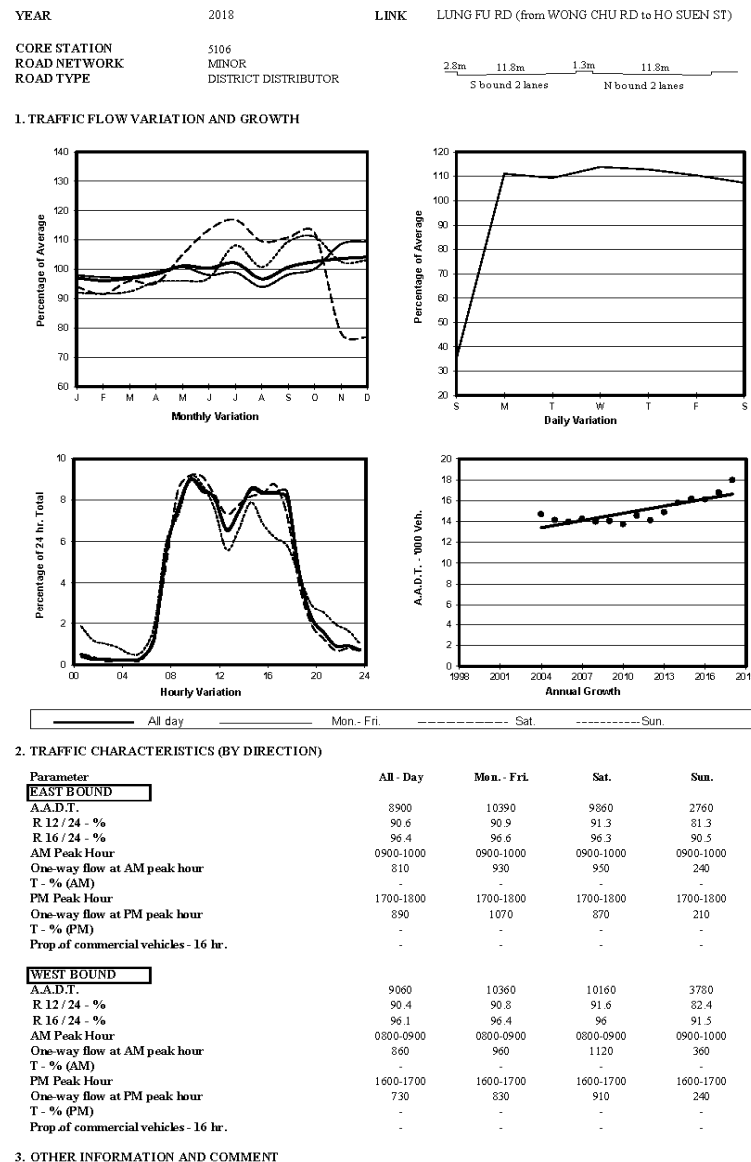 YEAR 2018 LINK LUNG FU RD (from WONG CHU RD to HO SUEN ST)
CORE STATION 5106
ROAD NETWORK MINOR
ROAD TYPE DISTRICT DISTRIBUTOR
2.8m 11.8m 1.3m 11.8m
S bound 2 lanes N bound 2 lanes
1. TRAFFIC FLOW VARIATION AND GROWTH
Percentage of Average
140
130
120
110
100
90
80
70
60
J F M A M J J A S O N D
Monthly Variation
Percentage of Average
120
110
100
90
80
70
60
50
40
30
20
S M T W T F S
Daily Variation
Percentage of 24 hr. Total
10
8
6
4
2
0
00 04 08 12 16 20 24
Hourly Variation
A.A.D.T. - '000 Veh.
20
18
16
14
12
10
8
6
4
2
0
1998 2001 2004 2007 2010 2013 2016 201
Annual Growth
All day Mon.- Fri. Sat. Sun.
2. TRAFFIC CHARACTERISTICS (BY DIRECTION)
Parameter All - Day Mon. - Fri. Sat. Sun.
EAST BOUND
A.A.D.T. 8900 10390 9860 2760
R 12 / 24 - % 90.6 90.9 91.3 81.3
R 16 / 24 - % 96.4 96.6 96.3 90.5
AM Peak Hour 0900-1000 0900-1000 0900-1000 0900-1000
One-way flow at AM peak hour 810 930 950 240
T - % (AM) - - - -
PM Peak Hour 1700-1800 1700-1800 1700-1800 1700-1800
One-way flow at PM peak hour 890 1070 870 210
T - % (PM) - - - -
Prop.of commercial vehicles - 16 hr. - - - -
WEST BOUND
A.A.D.T. 9060 10360 10160 3780
R 12 / 24 - % 90.4 90.8 91.6 82.4
R 16 / 24 - % 96.1 96.4 96 91.5
AM Peak Hour 0800-0900 0800-0900 0800-0900 0900-1000
One-way flow at AM peak hour 860 960 1120 360
T - % (AM) - - - -
PM Peak Hour 1600-1700 1600-1700 1600-1700 1600-1700
One-way flow at PM peak hour 730 830 910 240
T - % (PM) - - - -
Prop.of commercial vehicles - 16 hr. - - - -
3. OTHER INFORMATION AND COMMENT